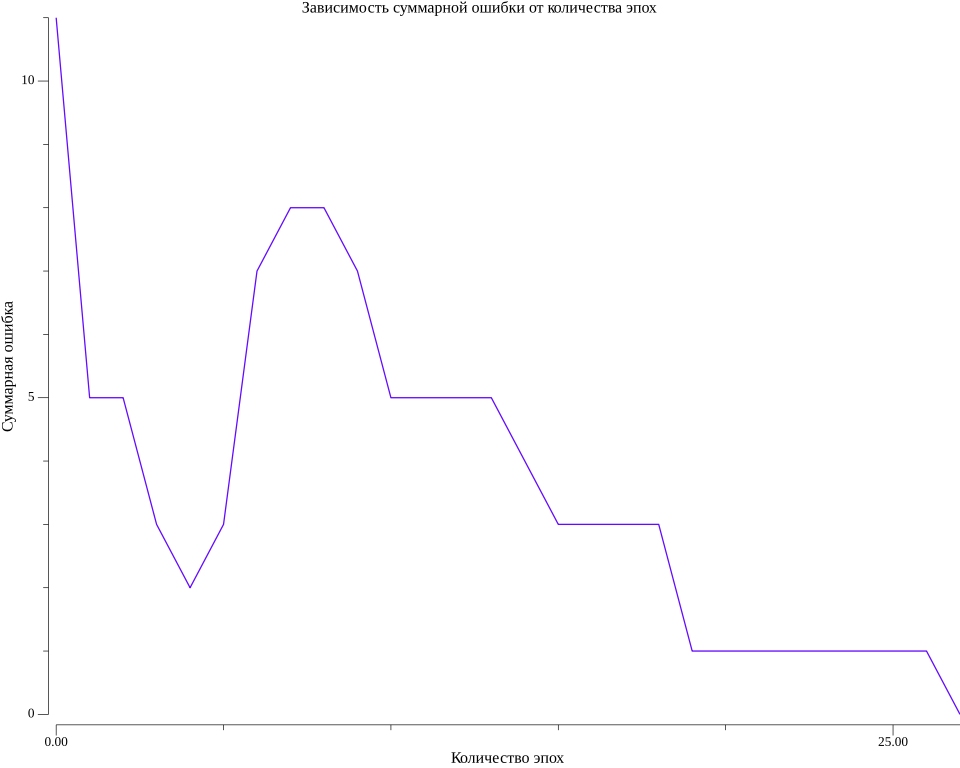 Зависимость суммарной ошибки от количества эпох
10
5
0
Суммарная ошибка
0.00
25.00
Количество эпох